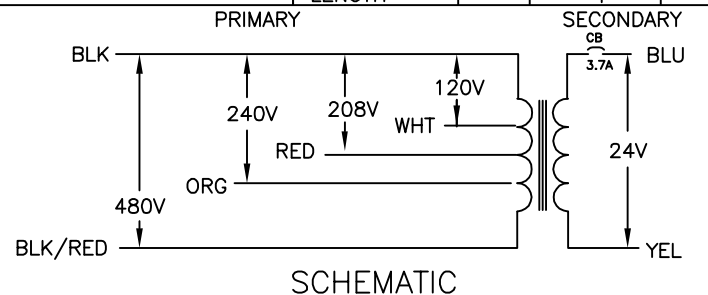 LENGTH
PRIMARY
SECONDARY
CB
BLK
BLU
3.7A
120V
240V
208V
WHT
RED
24V
ORG
480V
BLK/RED
YEL
SCHEMATIC